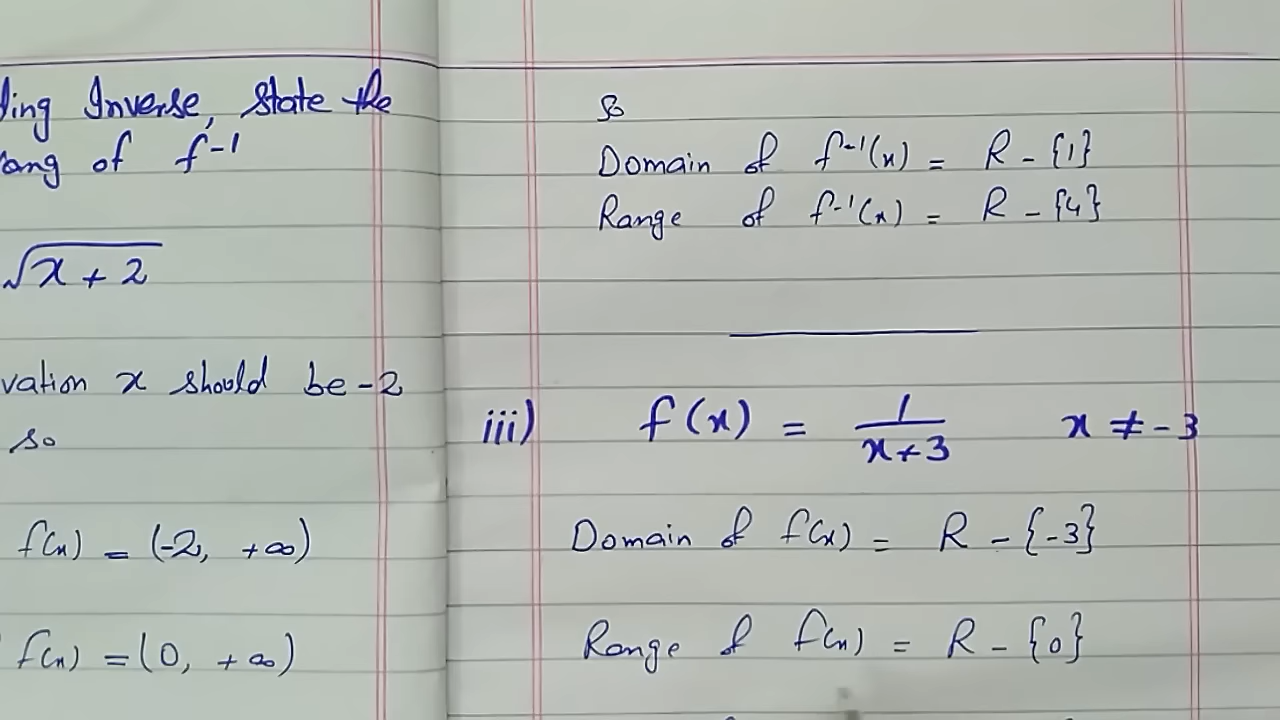 ding Inverse, state the
ang of f⁻¹
√x + 2
vation x should be -2
so
f(x) = (-2, +∞)
f(x) = (0, +∞)
So
Domain of f⁻¹(x) = R - {1}
Range of f⁻¹(x) = R - {4}
iii) f(x) = 1/(x+3) x ≠ -3
Domain of f(x) = R - {-3}
Range of f(x) = R - {0}